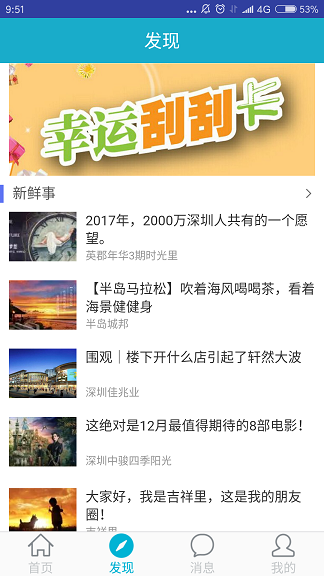 9:51
4G
53%
发现
幸运刮刮卡
新鲜事
2017年，2000万深圳人共有的一个愿
望。
英郡年华3期时光里
【半岛马拉松】吹着海风喝喝茶，看着
海景健健身
半岛城邦
围观｜楼下开什么店引起了轩然大波
深圳佳兆业
这绝对是12月最值得期待的8部电影！
深圳中骏四季阳光
大家好，我是吉祥里，这是我的朋友
圈！
吉祥里
首页
发现
消息
我的